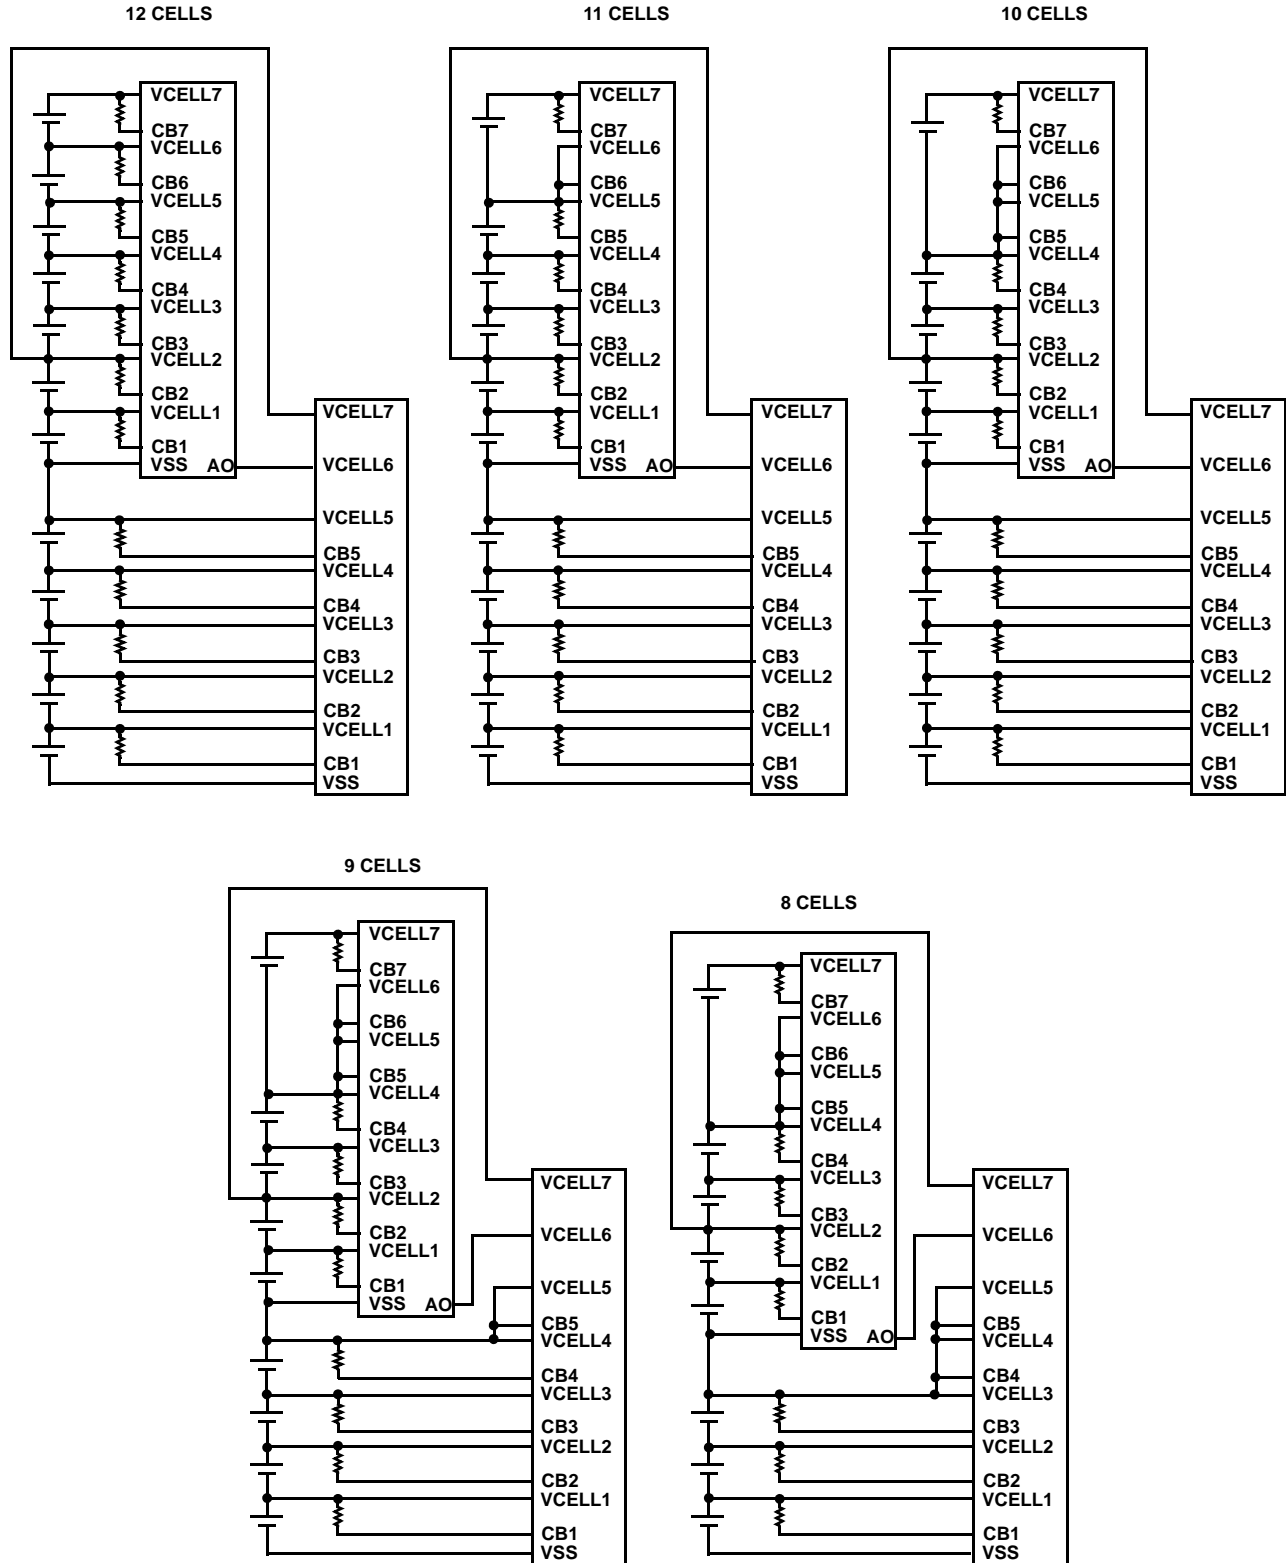 12 CELLS
VCELL7
CB7
VCELL6
CB6
VCELL5
CB5
VCELL4
CB4
VCELL3
CB3
VCELL2
CB2
VCELL1
CB1
VSS AO
VCELL7
VCELL6
VCELL5
CB5
VCELL4
CB4
VCELL3
CB3
VCELL2
CB2
VCELL1
CB1
VSS
11 CELLS
VCELL7
CB7
VCELL6
CB6
VCELL5
CB5
VCELL4
CB4
VCELL3
CB3
VCELL2
CB2
VCELL1
CB1
VSS AO
VCELL7
VCELL6
VCELL5
CB5
VCELL4
CB4
VCELL3
CB3
VCELL2
CB2
VCELL1
CB1
VSS
10 CELLS
VCELL7
CB7
VCELL6
CB6
VCELL5
CB5
VCELL4
CB4
VCELL3
CB3
VCELL2
CB2
VCELL1
CB1
VSS AO
VCELL7
VCELL6
VCELL5
CB5
VCELL4
CB4
VCELL3
CB3
VCELL2
CB2
VCELL1
CB1
VSS
9 CELLS
VCELL7
CB7
VCELL6
CB6
VCELL5
CB5
VCELL4
CB4
VCELL3
CB3
VCELL2
CB2
VCELL1
CB1
VSS AO
VCELL7
VCELL6
VCELL5
CB5
VCELL4
CB4
VCELL3
CB3
VCELL2
CB2
VCELL1
CB1
VSS
8 CELLS
VCELL7
CB7
VCELL6
CB6
VCELL5
CB5
VCELL4
CB4
VCELL3
CB3
VCELL2
CB2
VCELL1
CB1
VSS AO
VCELL7
VCELL6
VCELL5
CB5
VCELL4
CB4
VCELL3
CB3
VCELL2
CB2
VCELL1
CB1
VSS